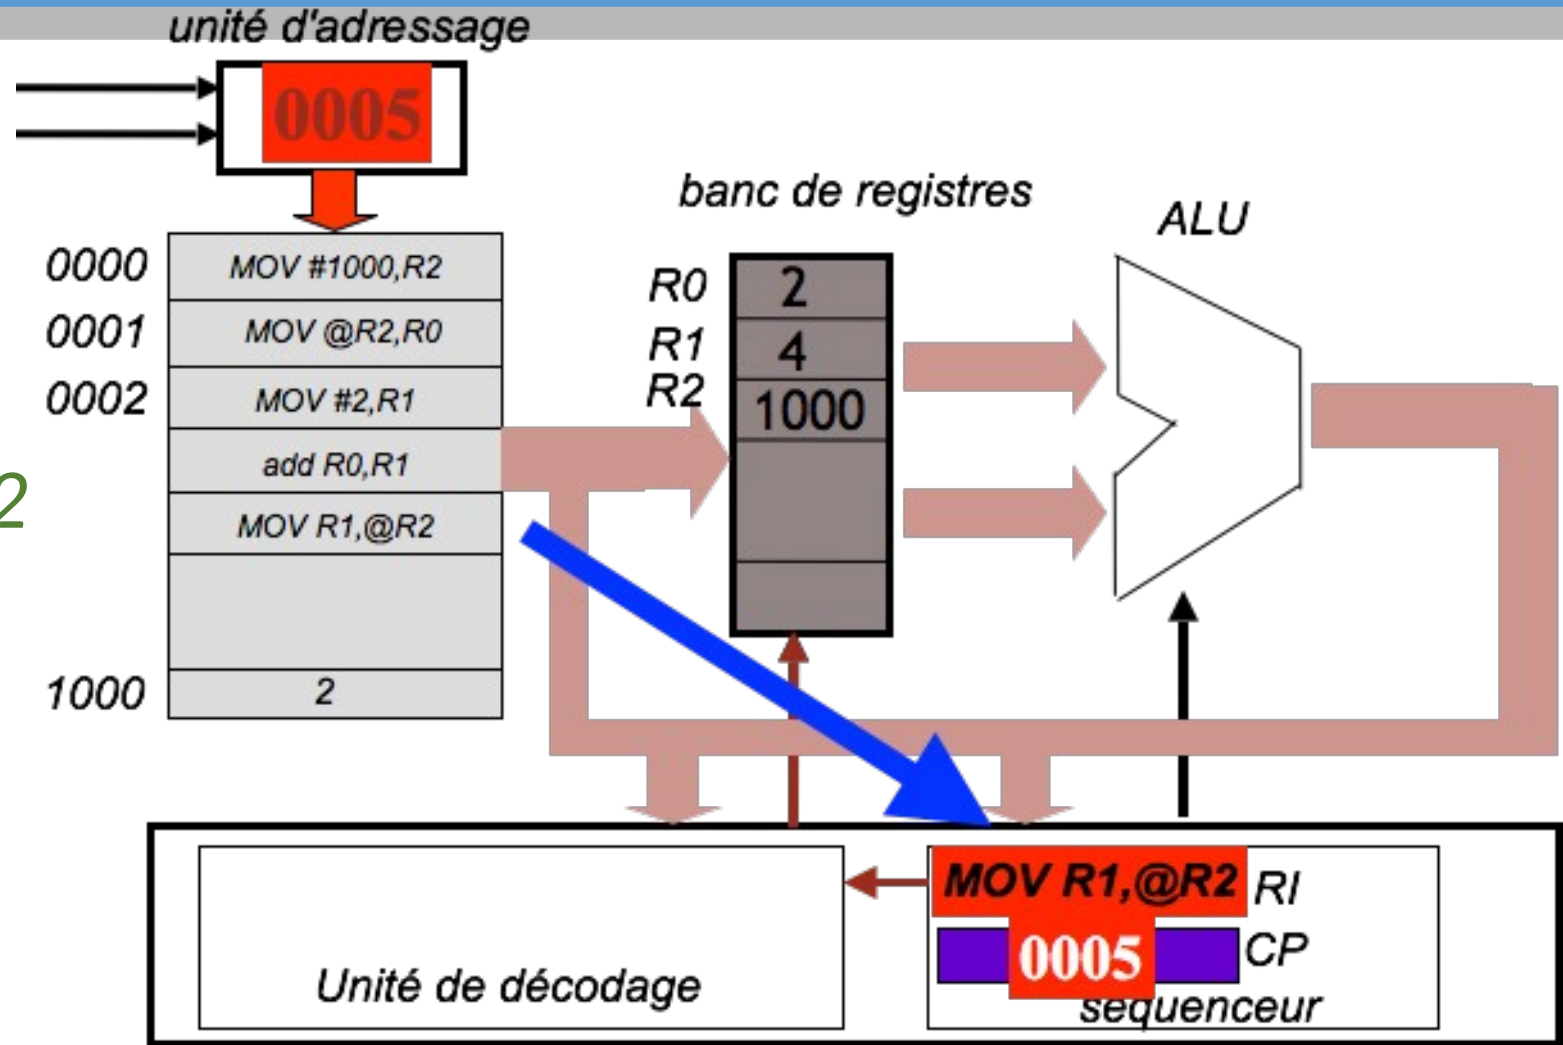 unité d'adressage
0005
banc de registres
ALU
0000 MOV #1000,R2
0001 MOV @R2,R0
0002 MOV #2,R1
add R0,R1
MOV R1,@R2
1000 2
2
R0 2
R1 4
R2 1000
MOV R1,@R2 RI
0005 CP
séquenceur
Unité de décodage